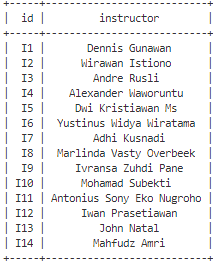 +-----+-------------------------+
|  id |        instructor       |
+-----+-------------------------+
|  I1 |      Dennis Gunawan     |
|  I2 |     Wirawan Istiono     |
|  I3 |       Andre Rusli       |
|  I4 |   Alexander Waworuntu   |
|  I5 |    Dwi Kristiawan Ms    |
|  I6 | Yustinus Widya Wiratama |
|  I7 |       Adhi Kusnadi      |
|  I8 | Marlinda Vasty Overbeek |
|  I9 |   Ivransa Zuhdi Pane    |
| I10 |     Mohamad Subekti     |
| I11 | Antonius Sony Eko Nugroho |
| I12 |    Iwan Prasetiawan     |
| I13 |        John Natal       |
| I14 |       Mahfudz Amri      |
+-----+-------------------------+